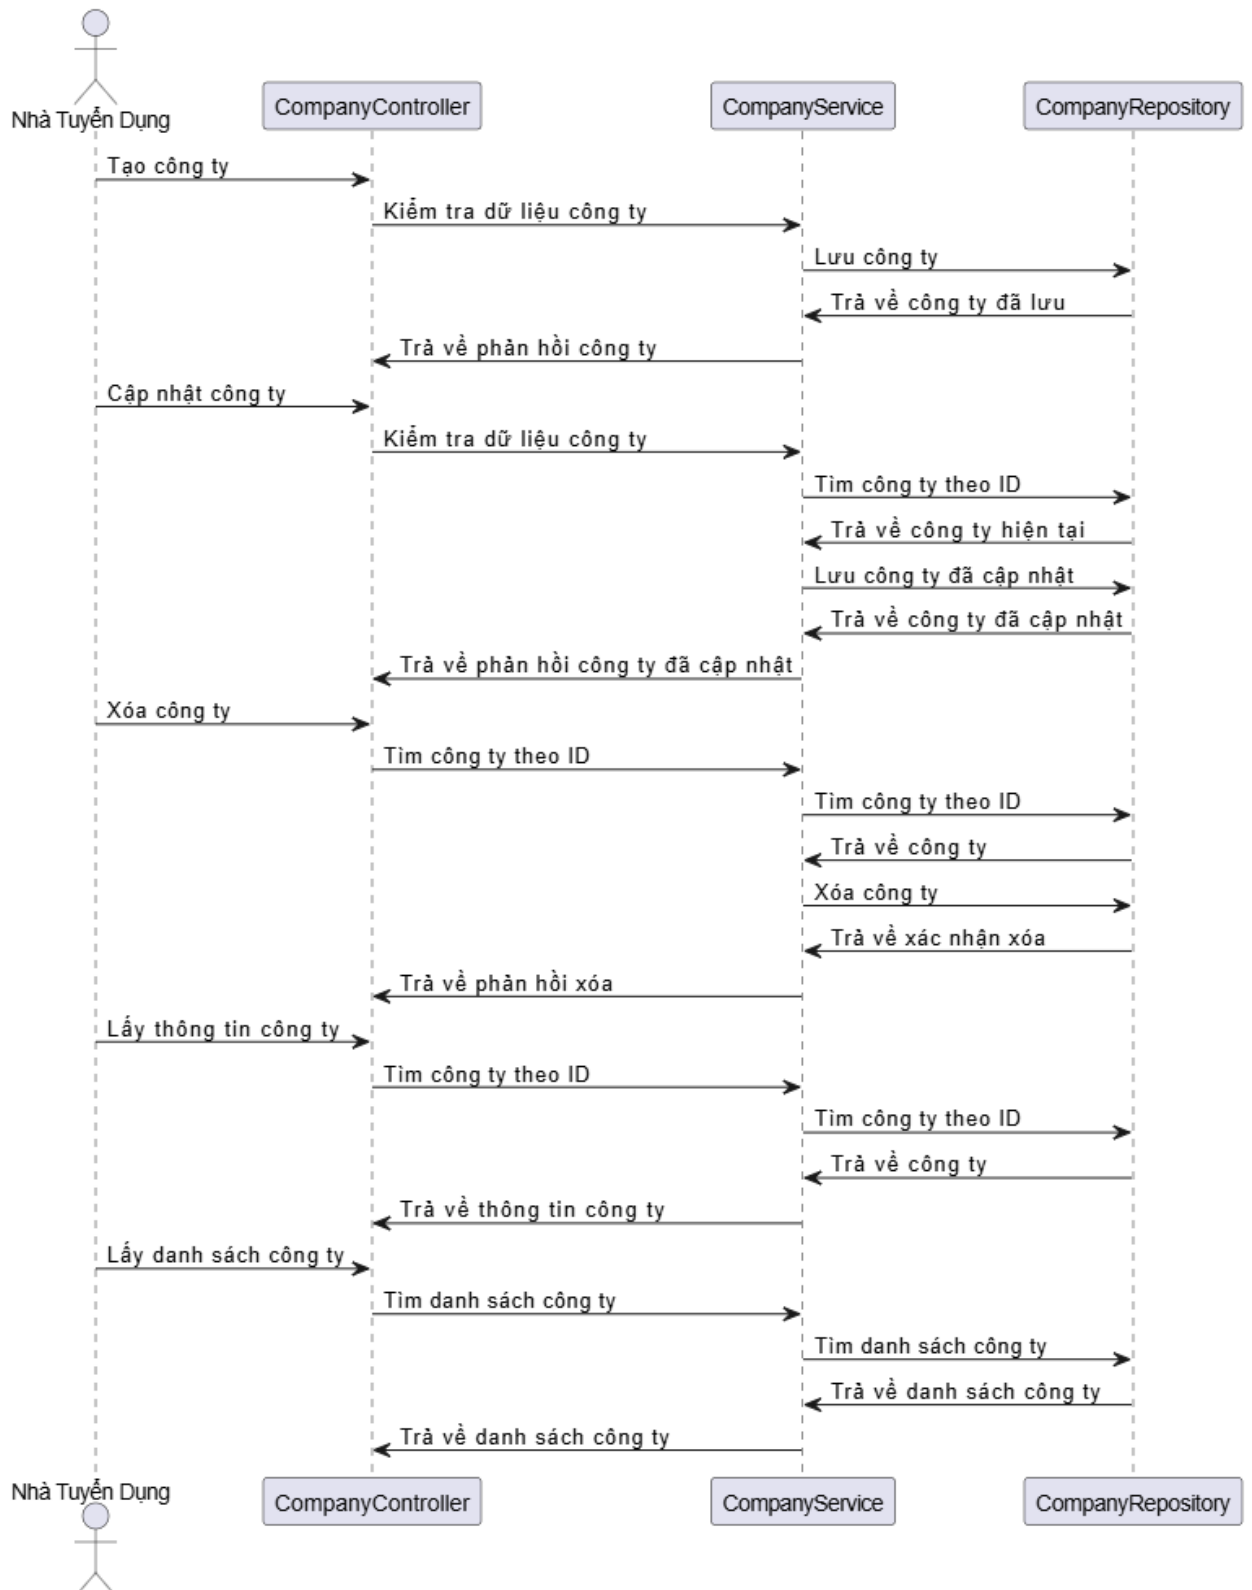 Nhà Tuyển Dụng
CompanyController
CompanyService
CompanyRepository
Tạo công ty
Kiểm tra dữ liệu công ty
Lưu công ty
Trả về công ty đã lưu
Trả về phản hồi công ty
Cập nhật công ty
Kiểm tra dữ liệu công ty
Tìm công ty theo ID
Trả về công ty hiện tại
Lưu công ty đã cập nhật
Trả về công ty đã cập nhật
Trả về phản hồi công ty đã cập nhật
Xóa công ty
Tìm công ty theo ID
Tìm công ty theo ID
Trả về công ty
Xóa công ty
Trả về xác nhận xóa
Trả về phản hồi xóa
Lấy thông tin công ty
Tìm công ty theo ID
Tìm công ty theo ID
Trả về công ty
Trả về thông tin công ty
Lấy danh sách công ty
Tìm danh sách công ty
Tìm danh sách công ty
Trả về danh sách công ty
Trả về danh sách công ty
Nhà Tuyển Dụng
CompanyController
CompanyService
CompanyRepository